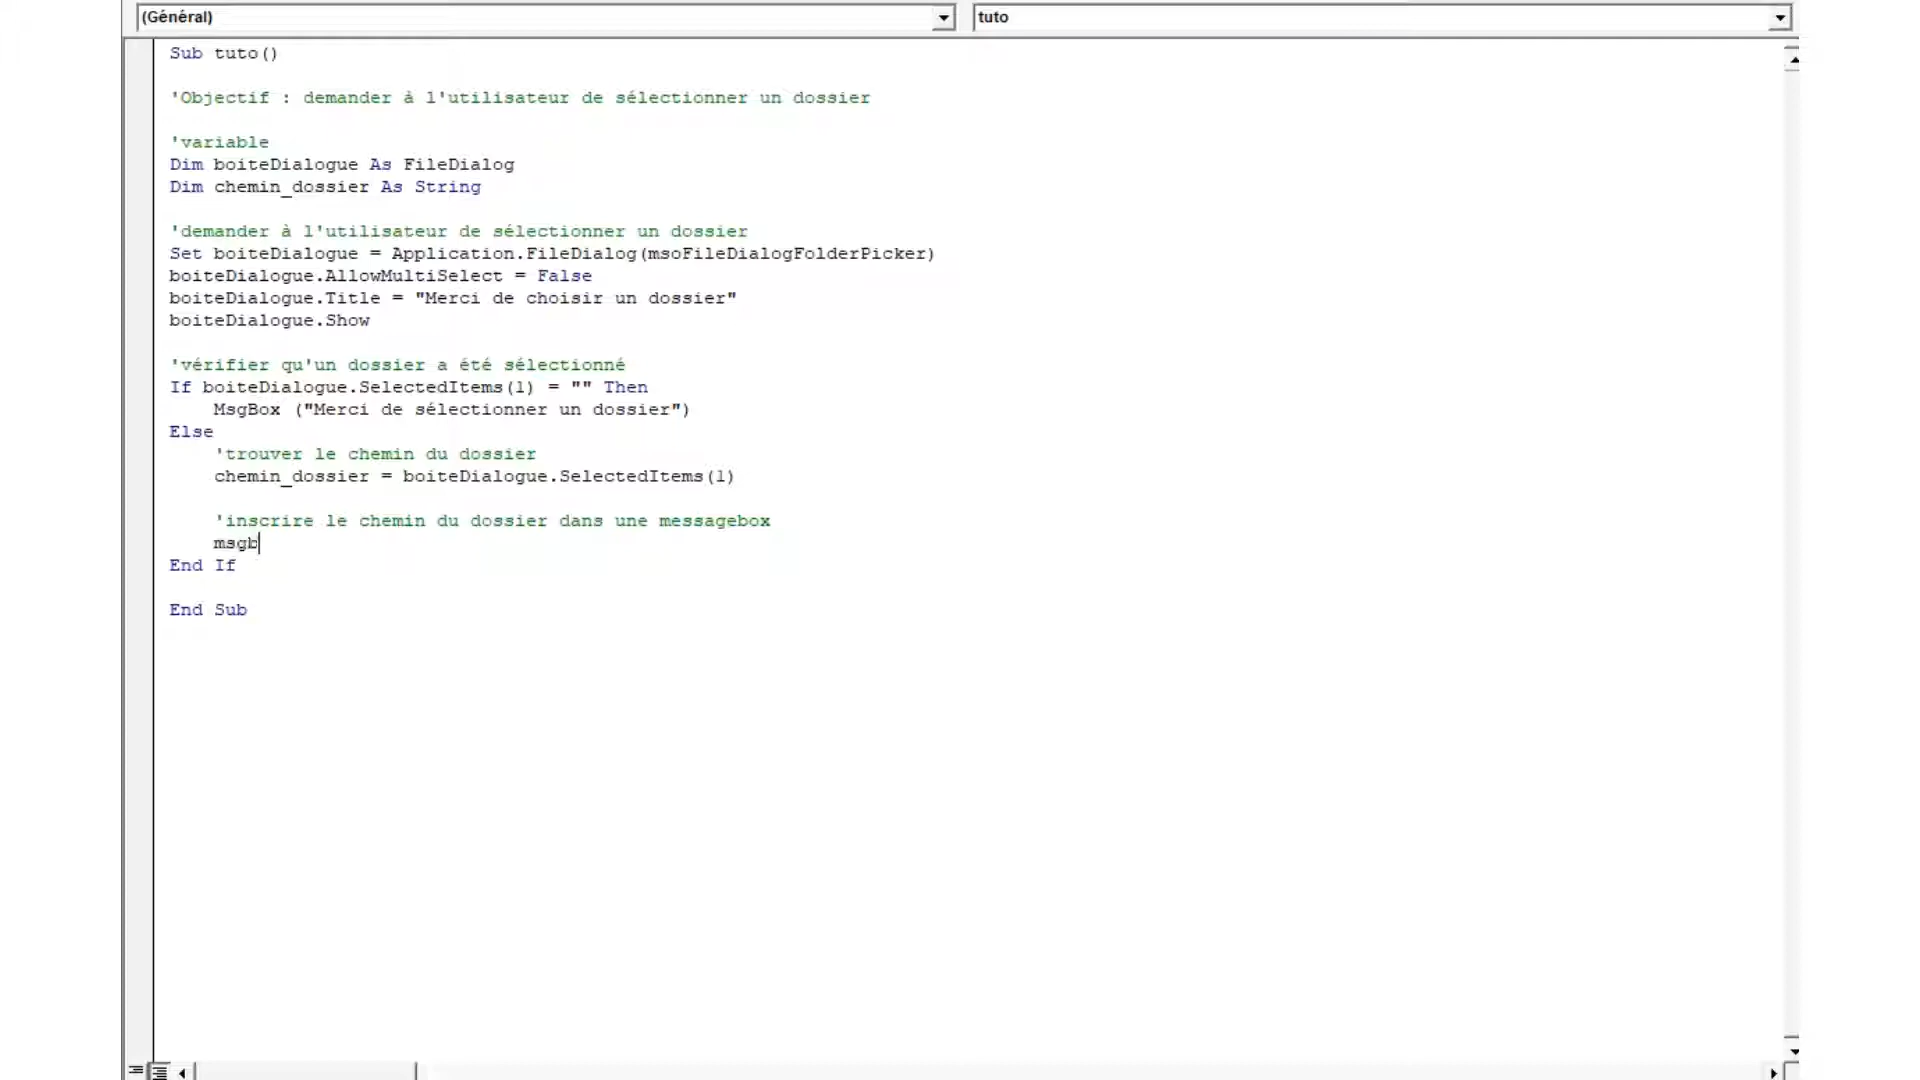 (Général)
tuto
Sub tuto()
'Objectif : demander à l'utilisateur de sélectionner un dossier
'variable
Dim boiteDialogue As FileDialog
Dim chemin_dossier As String
'demander à l'utilisateur de sélectionner un dossier
Set boiteDialogue = Application.FileDialog(msoFileDialogFolderPicker)
boiteDialogue.AllowMultiSelect = False
boiteDialogue.Title = "Merci de choisir un dossier"
boiteDialogue.Show
'vérifier qu'un dossier a été sélectionné
If boiteDialogue.SelectedItems(1) = "" Then
MsgBox ("Merci de sélectionner un dossier")
Else
'trouver le chemin du dossier
chemin_dossier = boiteDialogue.SelectedItems(1)
'inscrire le chemin du dossier dans une messagebox
msgb
End If
End Sub